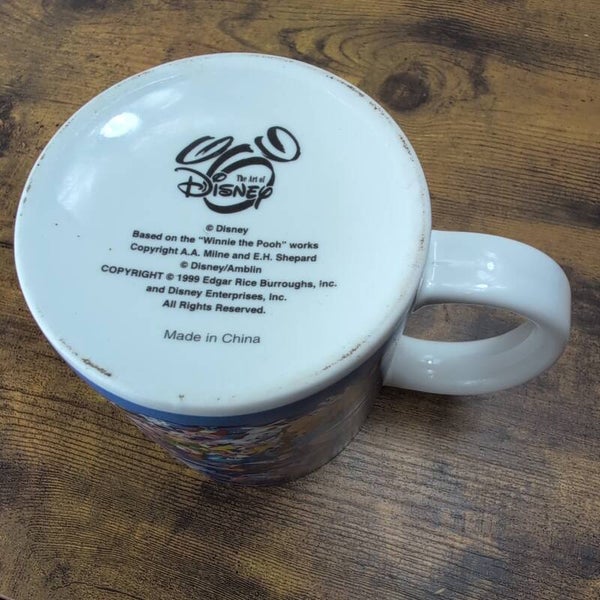 The Art of
Disney
© Disney
Based on the "Winnie the Pooh" works
Copyright A.A. Milne and E.H. Shepard
© Disney/Amblin
COPYRIGHT © 1999 Edgar Rice Burroughs, Inc.
and Disney Enterprises, Inc.
All Rights Reserved.
Made in China